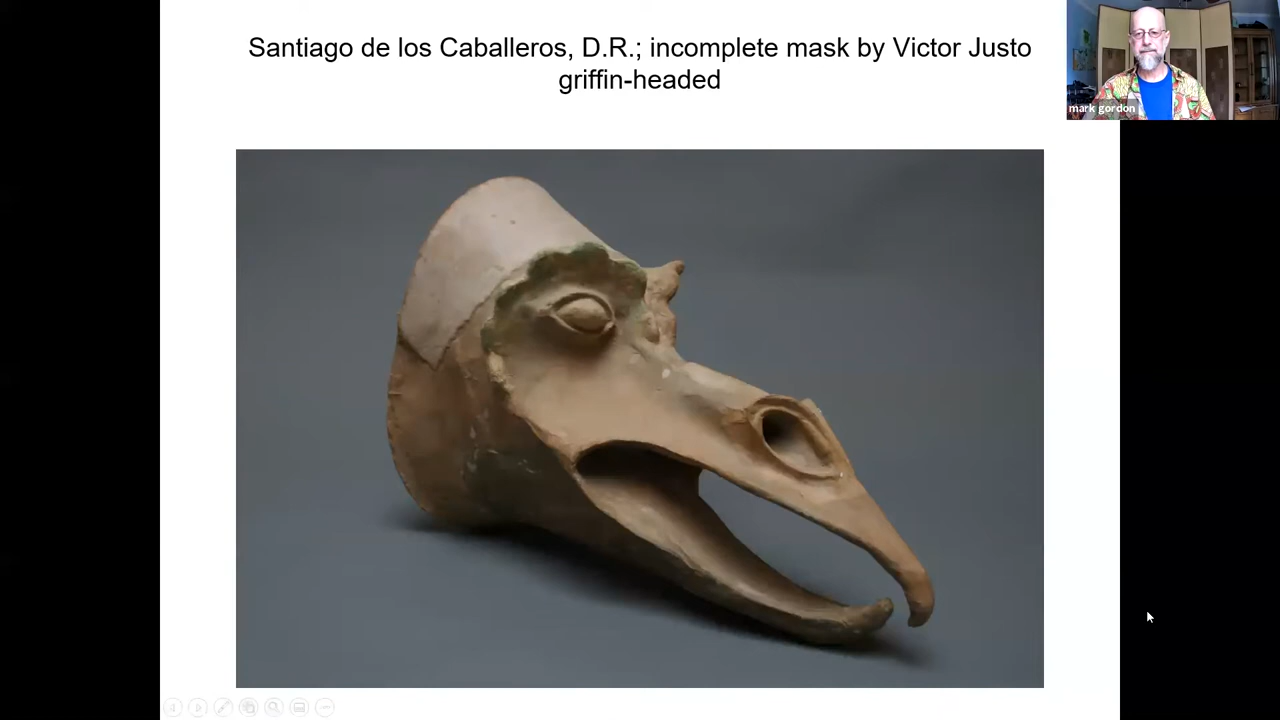 Santiago de los Caballeros, D.R.; incomplete mask by Victor Justo
griffin-headed
mark gordon